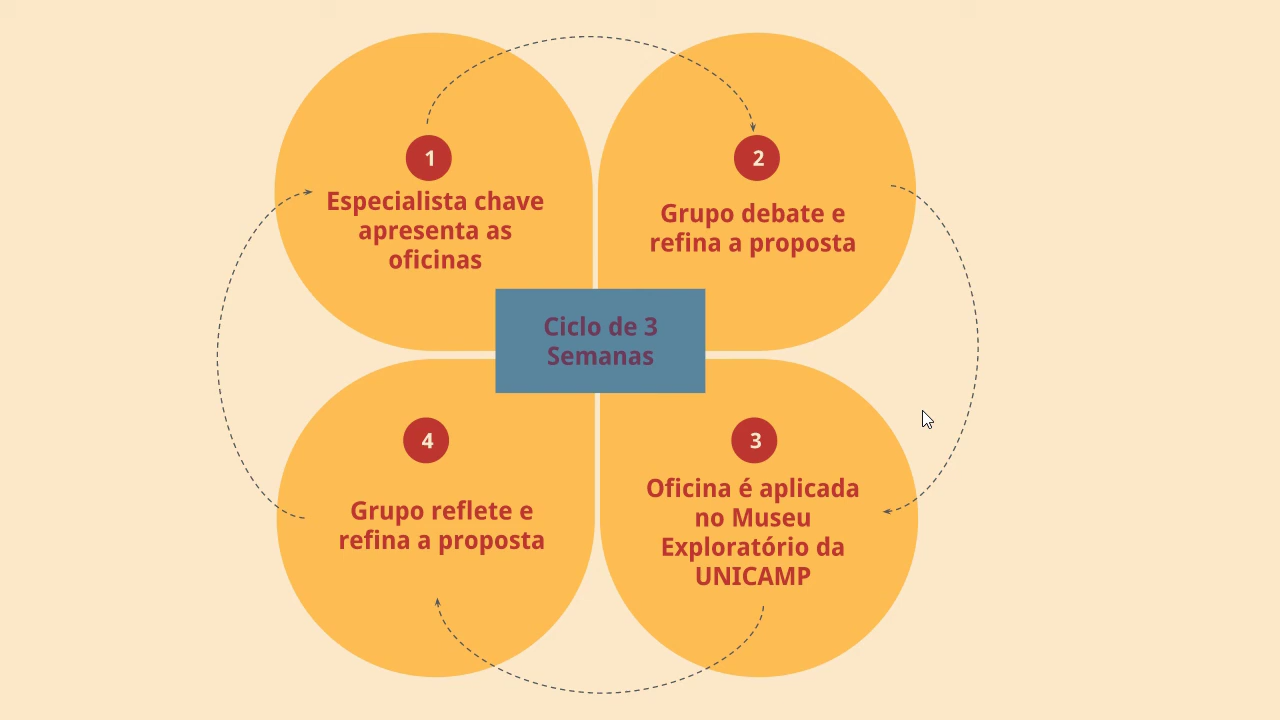 1
Especialista chave
apresenta as
oficinas
2
Grupo debate e
refina a proposta
Ciclo de 3
Semanas
3
Oficina é aplicada
no Museu
Exploratório da
UNICAMP
4
Grupo reflete e
refina a proposta